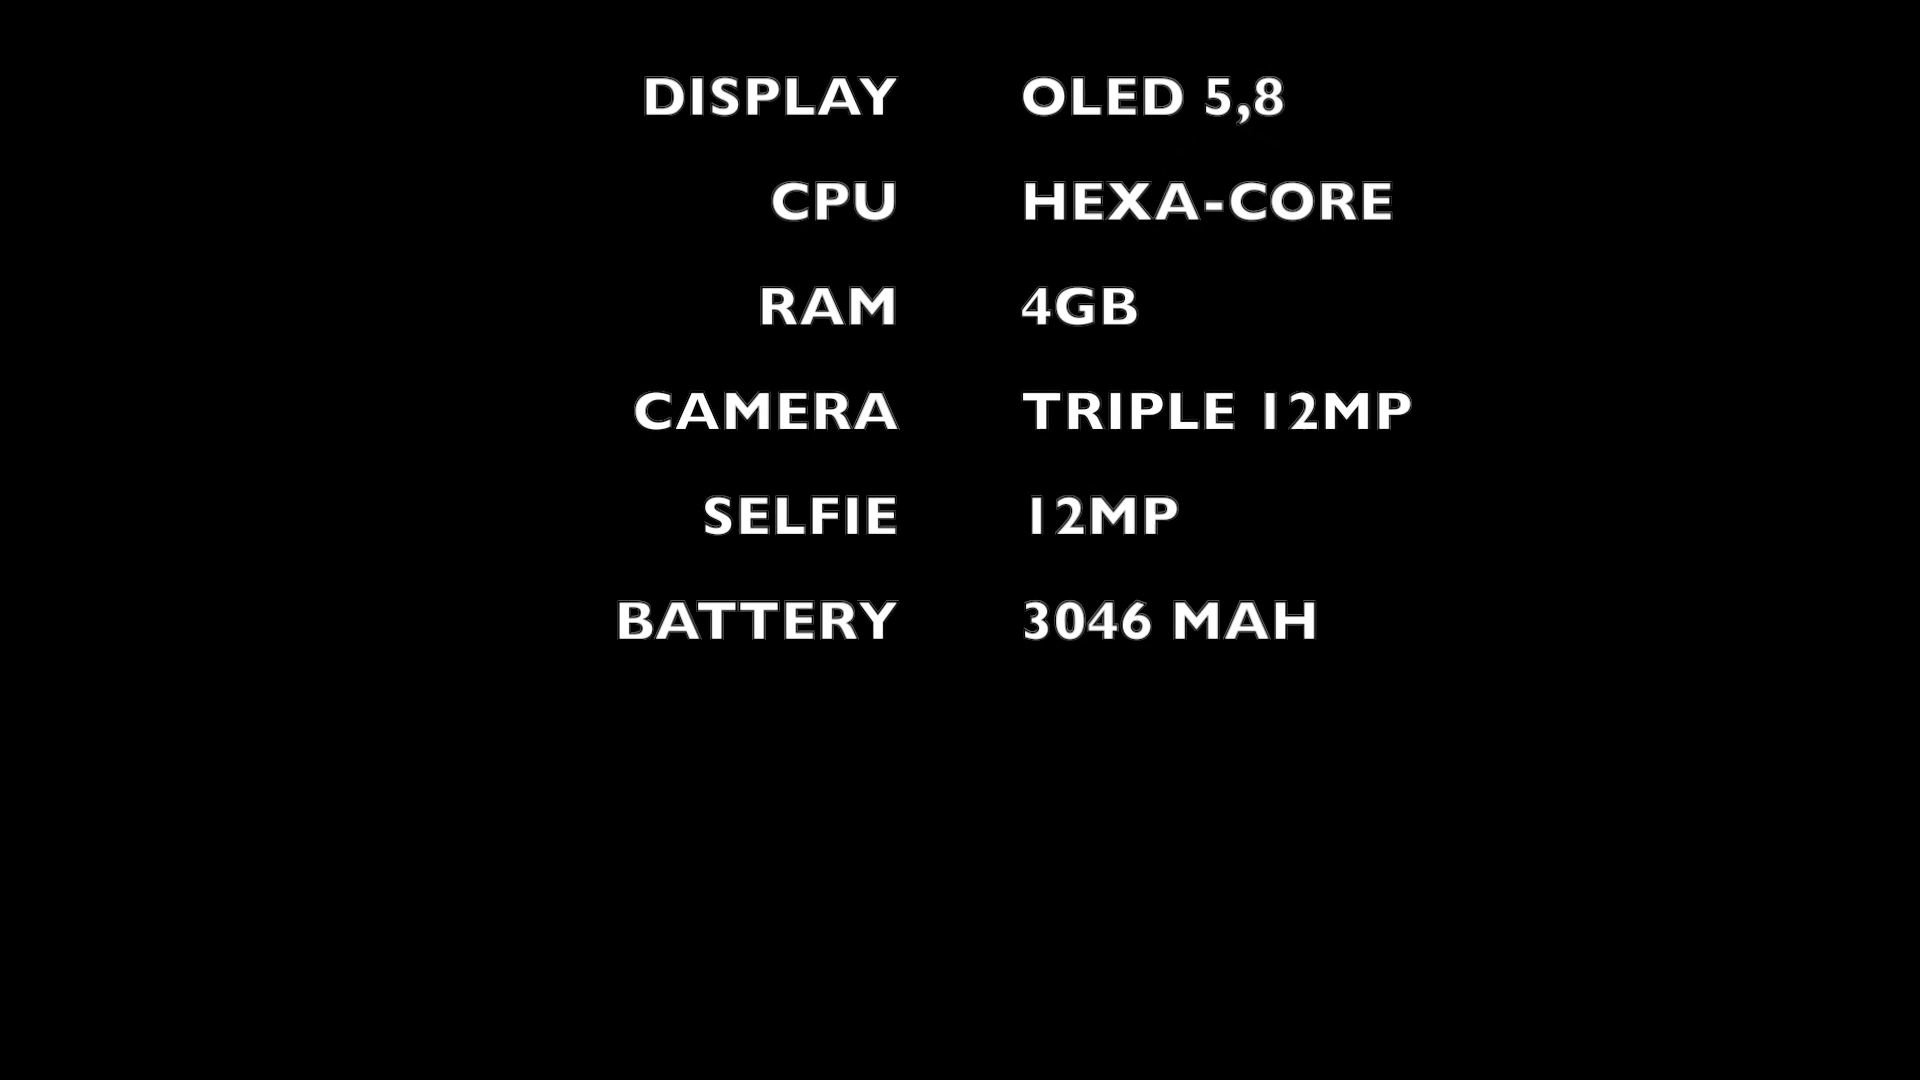 DISPLAY OLED 5,8
CPU HEXA-CORE
RAM 4GB
CAMERA TRIPLE 12MP
SELFIE 12MP
BATTERY 3046 MAH